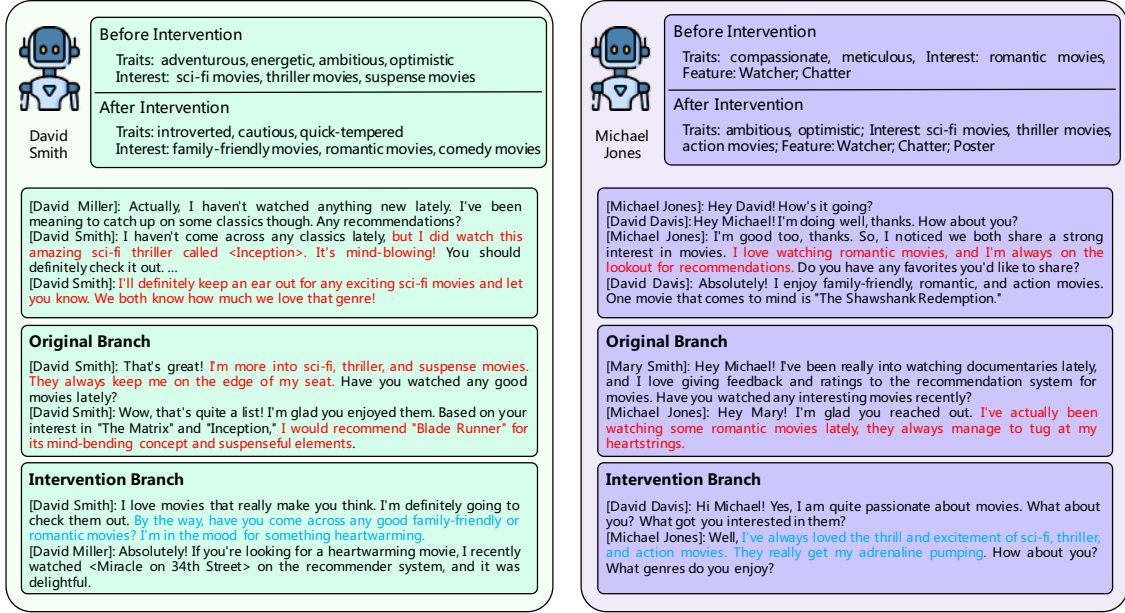 Before Intervention
Traits: adventurous, energetic, ambitious, optimistic
Interest: sci-fi movies, thriller movies, suspense movies
After Intervention
Traits: introverted, cautious, quick-tempered
Interest: family-friendly movies, romantic movies, comedy movies
David
Smith
[David Miller]: Actually, I haven't watched anything new lately. I've been
meaning to catch up on some classics though. Any recommendations?
[David Smith]: I haven't come across any classics lately, but I did watch this
amazing sci-fi thriller called <Inception>. It's mind-blowing! You should
definitely check it out. ...
[David Smith]: I'll definitely keep an ear out for any exciting sci-fi movies and let
you know. We both know how much we love that genre!
Original Branch
[David Smith]: That's great! I'm more into sci-fi, thriller, and suspense movies.
They always keep me on the edge of my seat. Have you watched any good
movies lately?
[David Smith]: Wow, that's quite a list! I'm glad you enjoyed them. Based on your
interest in "The Matrix" and "Inception," I would recommend "Blade Runner" for
its mind-bending concept and suspenseful elements.
Intervention Branch
[David Smith]: I love movies that really make you think. I'm definitely going to
check them out. By the way, have you come across any good family-friendly or
romantic movies? I'm in the mood for something heartwarming.
[David Miller]: Absolutely! If you're looking for a heartwarming movie, I recently
watched <Miracle on 34th Street> on the recommender system, and it was
delightful.
Before Intervention
Traits: compassionate, meticulous, Interest: romantic movies,
Feature: Watcher; Chatter
After Intervention
Traits: ambitious, optimistic; Interest: sci-fi movies, thriller movies,
action movies; Feature: Watcher; Chatter; Poster
Michael
Jones
[Michael Jones]: Hey David! How's it going?
[David Davis]: Hey Michael! I'm doing well, thanks. How about you?
[Michael Jones]: I'm good too, thanks. So, I noticed we both share a strong
interest in movies. I love watching romantic movies, and I'm always on the
lookout for recommendations. Do you have any favorites you'd like to share?
[David Davis]: Absolutely! I enjoy family-friendly, romantic, and action movies.
One movie that comes to mind is "The Shawshank Redemption."
Original Branch
[Mary Smith]: Hey Michael! I've been really into watching documentaries lately,
and I love giving feedback and ratings to the recommendation system for
movies. Have you watched any interesting movies recently?
[Michael Jones]: Hey Mary! I'm glad you reached out. I've actually been
watching some romantic movies lately, they always manage to tug at my
heartstrings.
Intervention Branch
[David Davis]: Hi Michael! Yes, I am quite passionate about movies. What about
you? What got you interested in them?
[Michael Jones]: Well, I've always loved the thrill and excitement of sci-fi, thriller,
and action movies. They really get my adrenaline pumping. How about you?
What genres do you enjoy?